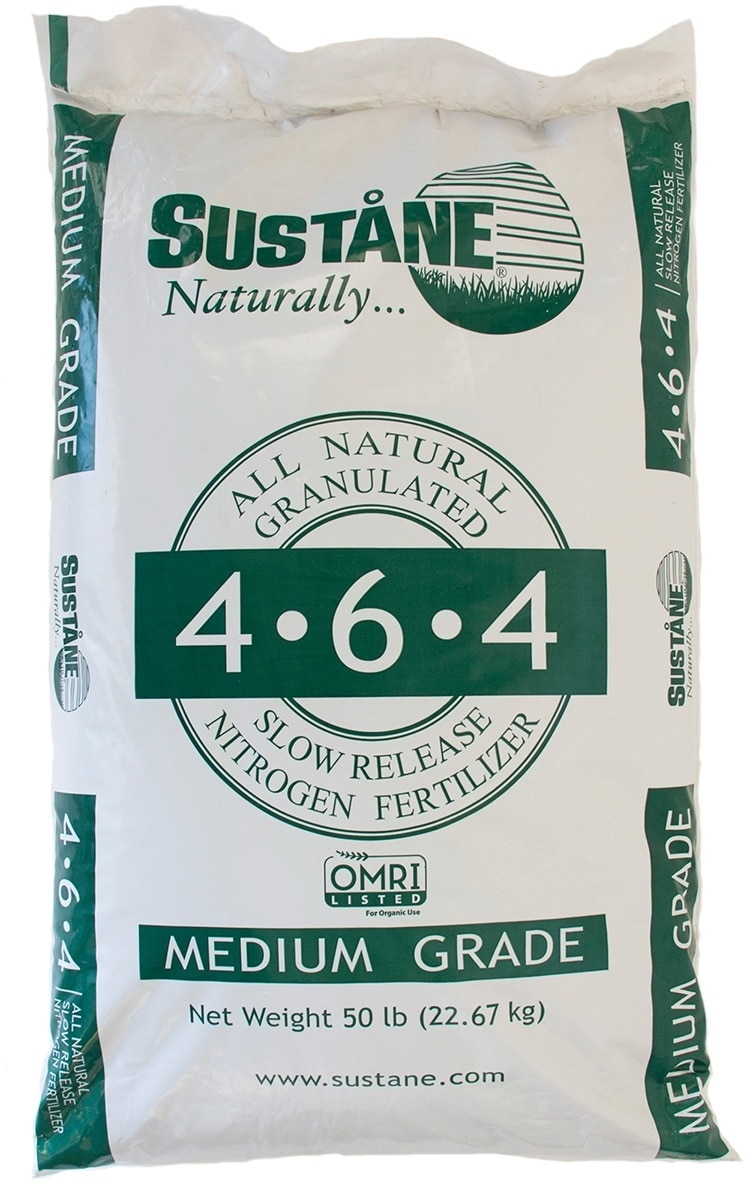 SUSTÅNE®
Naturally...
ALL NATURAL
GRANULATED
4•6•4
SLOW RELEASE
NITROGEN FERTILIZER
OMRI
LISTED
For Organic Use
MEDIUM GRADE
Net Weight 50 lb (22.67 kg)
www.sustane.com
MEDIUM GRADE
SUSTÅNE
Naturally...
4•6•4
ALL NATURAL
SLOW RELEASE
NITROGEN FERTILIZER
4•6•4
ALL NATURAL
SLOW RELEASE
NITROGEN FERTILIZER
SUSTÅNE
Naturally...
MEDIUM GRADE